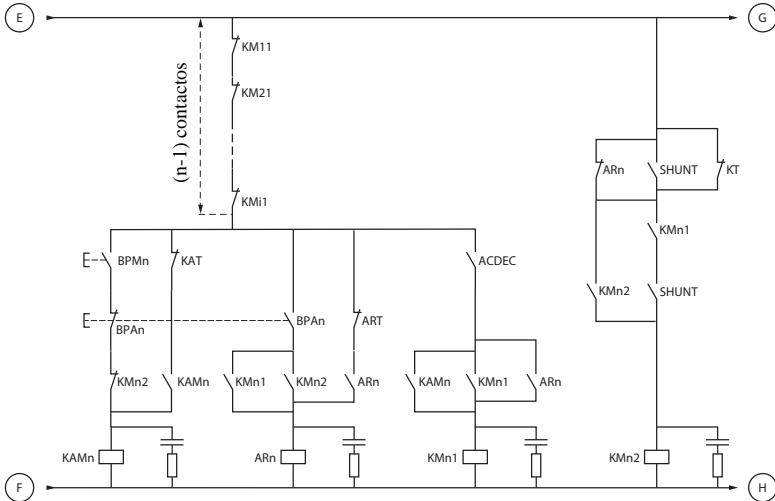 E
G
KM11
KM21
(n-1) contactos
KMi1
ARn
SHUNT
KT
KMn1
BPMn
KAT
ACDEC
KMn2
SHUNT
BPAn
BPAn
ART
KMn2
KAMn
KMn1
KMn2
ARn
KAMn
KMn1
ARn
KAMn
ARn
KMn1
KMn2
F
H